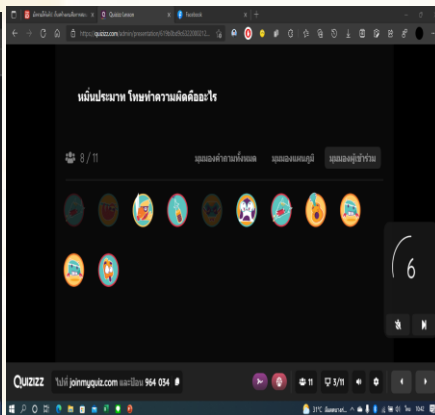 Quizizz lesson
Facebook
หมิ่นประมาท โทษทำความผิดคืออะไร
8 / 11
มุมมองคำถามทั้งหมด มุมมองแผนภูมิ มุมมองผู้เข้าร่วม
6
QUIZIZZ ไปที่ joinmyquiz.com และป้อน 964 034
11
3/11
31°C